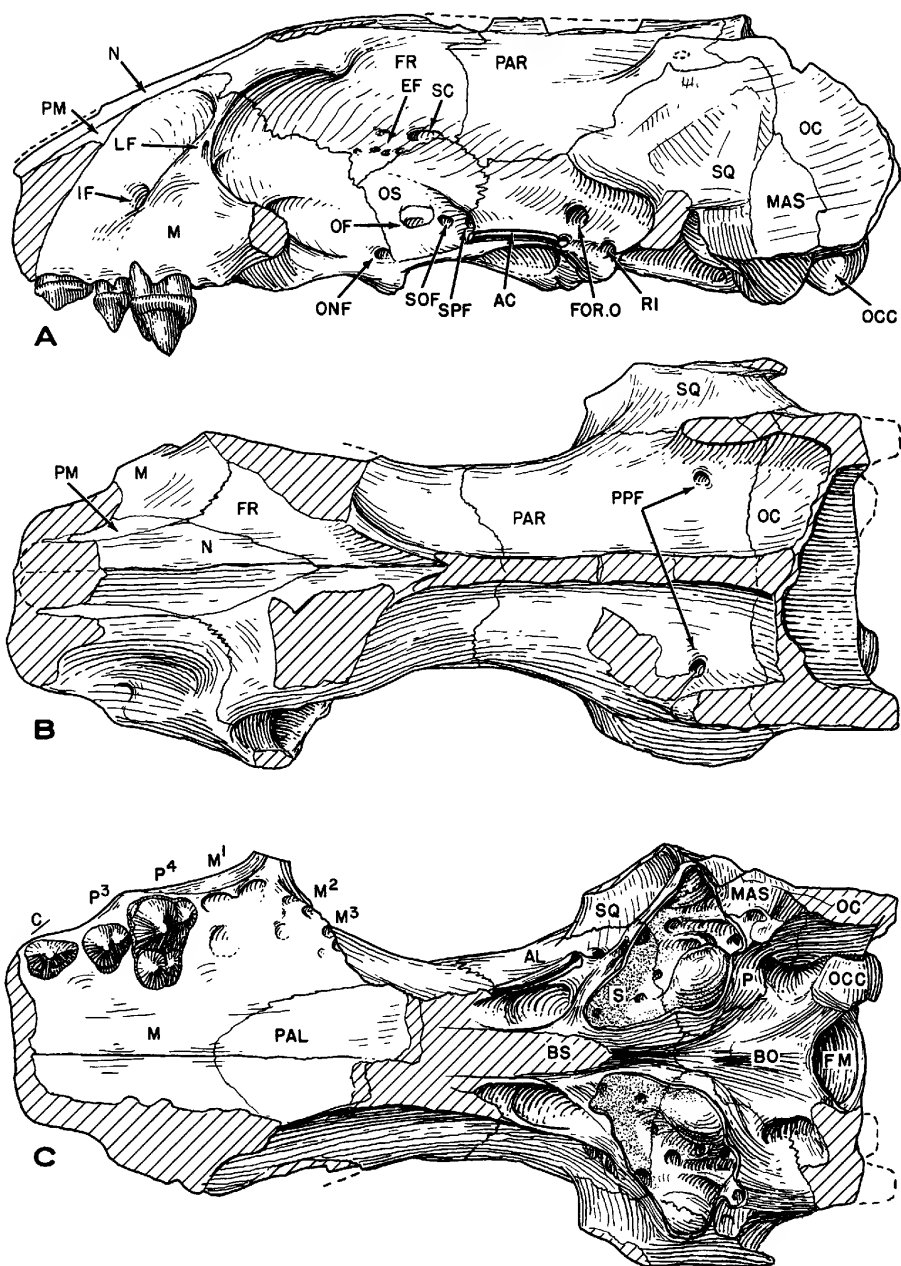 N
FR
PAR
EF
SC
PM
OC
LF
SQ
IF
OS
MAS
M
OF
ONF
SOF
SPF
AC
FOR.O
RI
OCC
A
SQ
M
PM
FR
PPF
PAR
OC
N
B
M¹
P⁴
P³
M²
MAS
C
M³
SQ
OC
AL
S
P
OCC
M
PAL
BS
BO
FM
C